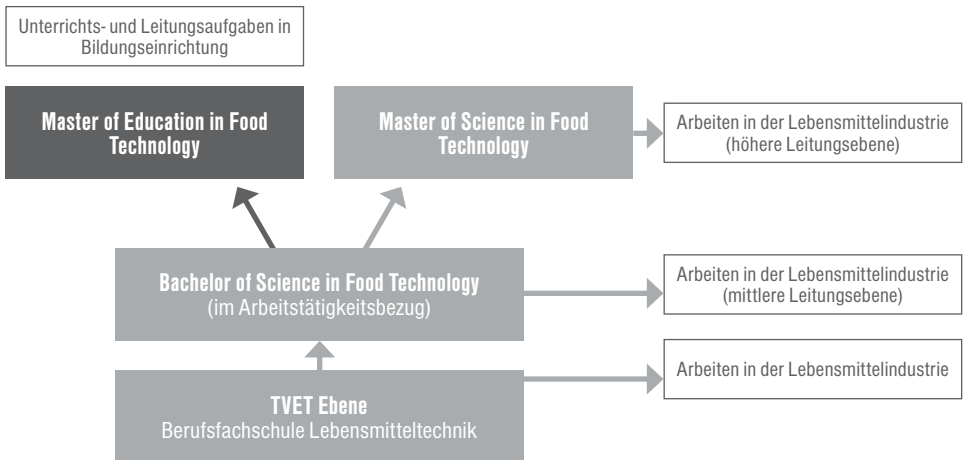 Unterrichts- und Leitungsaufgaben in
Bildungseinrichtung
Master of Education in Food
Technology
Master of Science in Food
Technology
Arbeiten in der Lebensmittelindustrie
(höhere Leitungsebene)
Bachelor of Science in Food Technology
(im Arbeitstätigkeitsbezug)
Arbeiten in der Lebensmittelindustrie
(mittlere Leitungsebene)
Arbeiten in der Lebensmittelindustrie
TVET Ebene
Berufsfachschule Lebensmitteltechnik